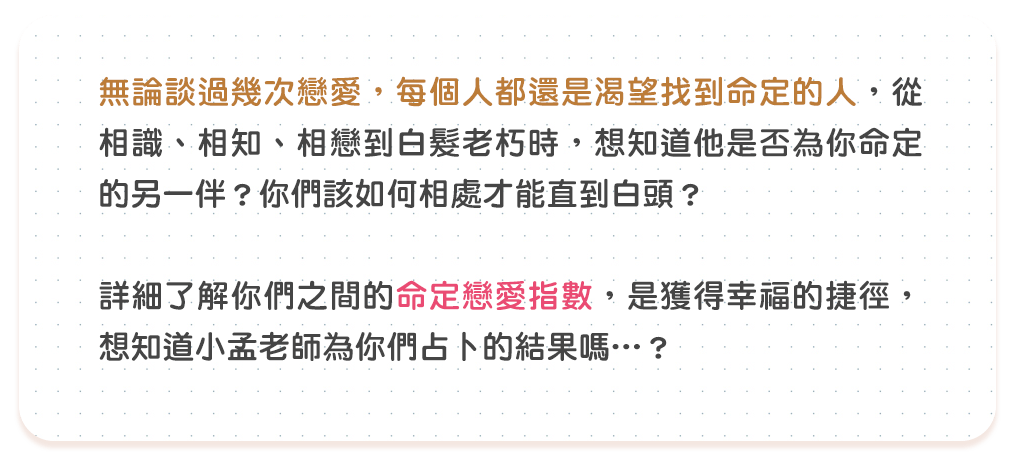 無論談過幾次戀愛，每個人都還是渴望找到命定的人，從
相識、相知、相戀到白髮老朽時，想知道他是否為你命定
的另一伴？你們該如何相處才能直到白頭？
詳細了解你們之間的命定戀愛指數，是獲得幸福的捷徑，
想知道小孟老師為你們占卜的結果嗎…？